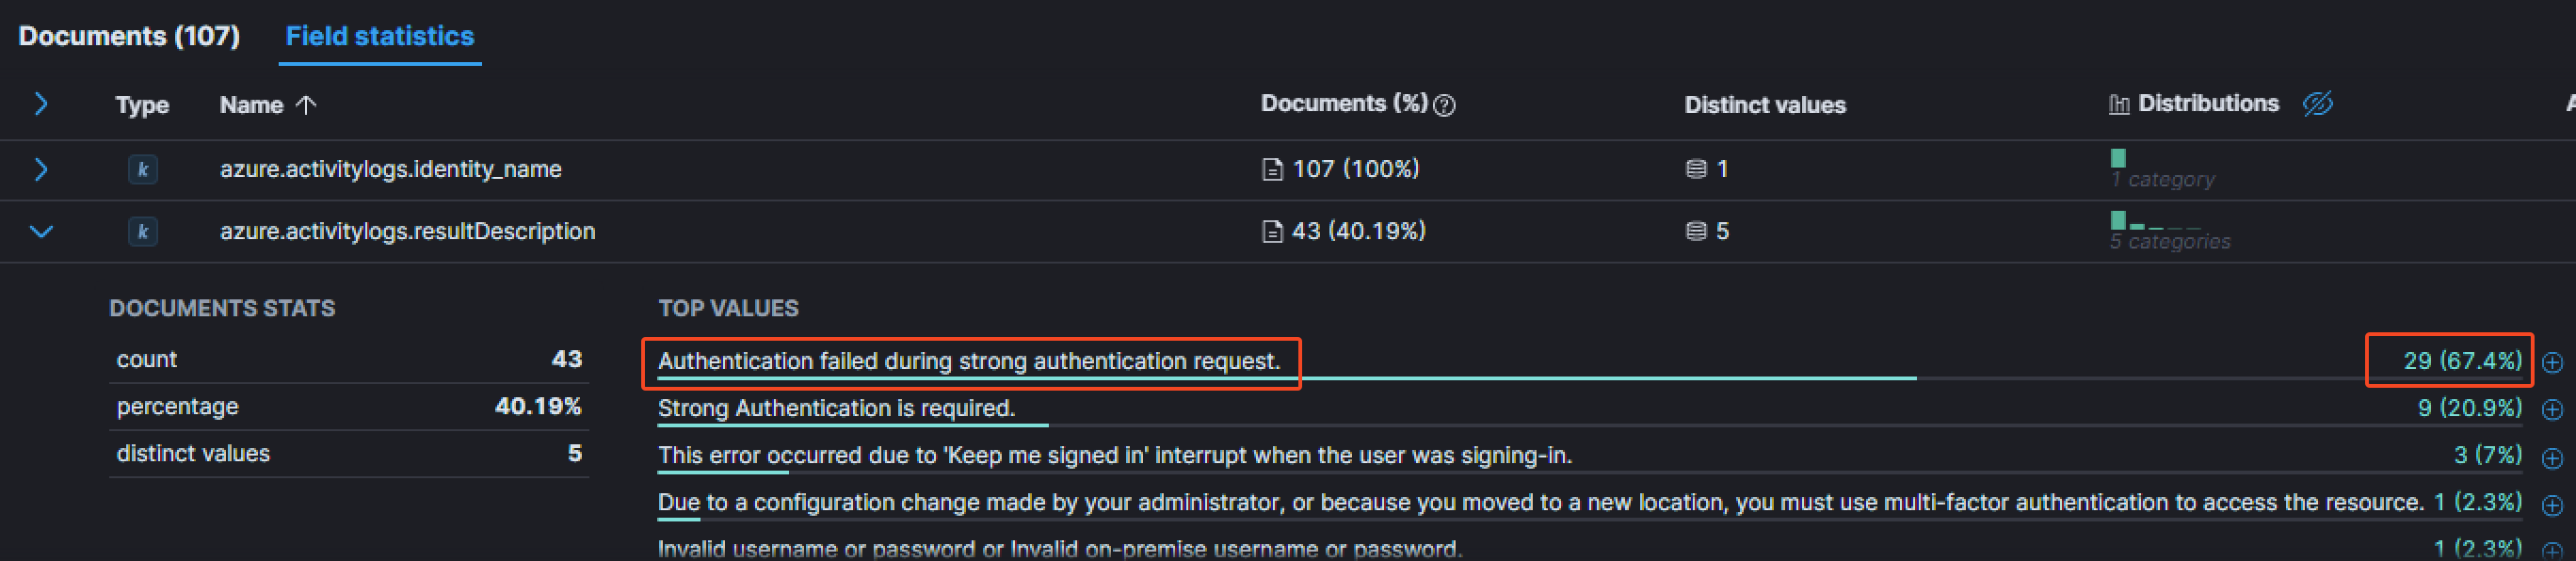 Documents (107) Field statistics
Type Name ↑ Documents (%) ? Distinct values Distributions A
k azure.activitylogs.identity_name 107 (100%) 1 1 category
k azure.activitylogs.resultDescription 43 (40.19%) 5 5 categories
DOCUMENTS STATS TOP VALUES
count 43 Authentication failed during strong authentication request. 29 (67.4%)
percentage 40.19% Strong Authentication is required. 9 (20.9%)
distinct values 5 This error occurred due to 'Keep me signed in' interrupt when the user was signing-in. 3 (7%)
Due to a configuration change made by your administrator, or because you moved to a new location, you must use multi-factor authentication to access the resource. 1 (2.3%)
Invalid username or password or Invalid on-premise username or password. 1 (2.3%)